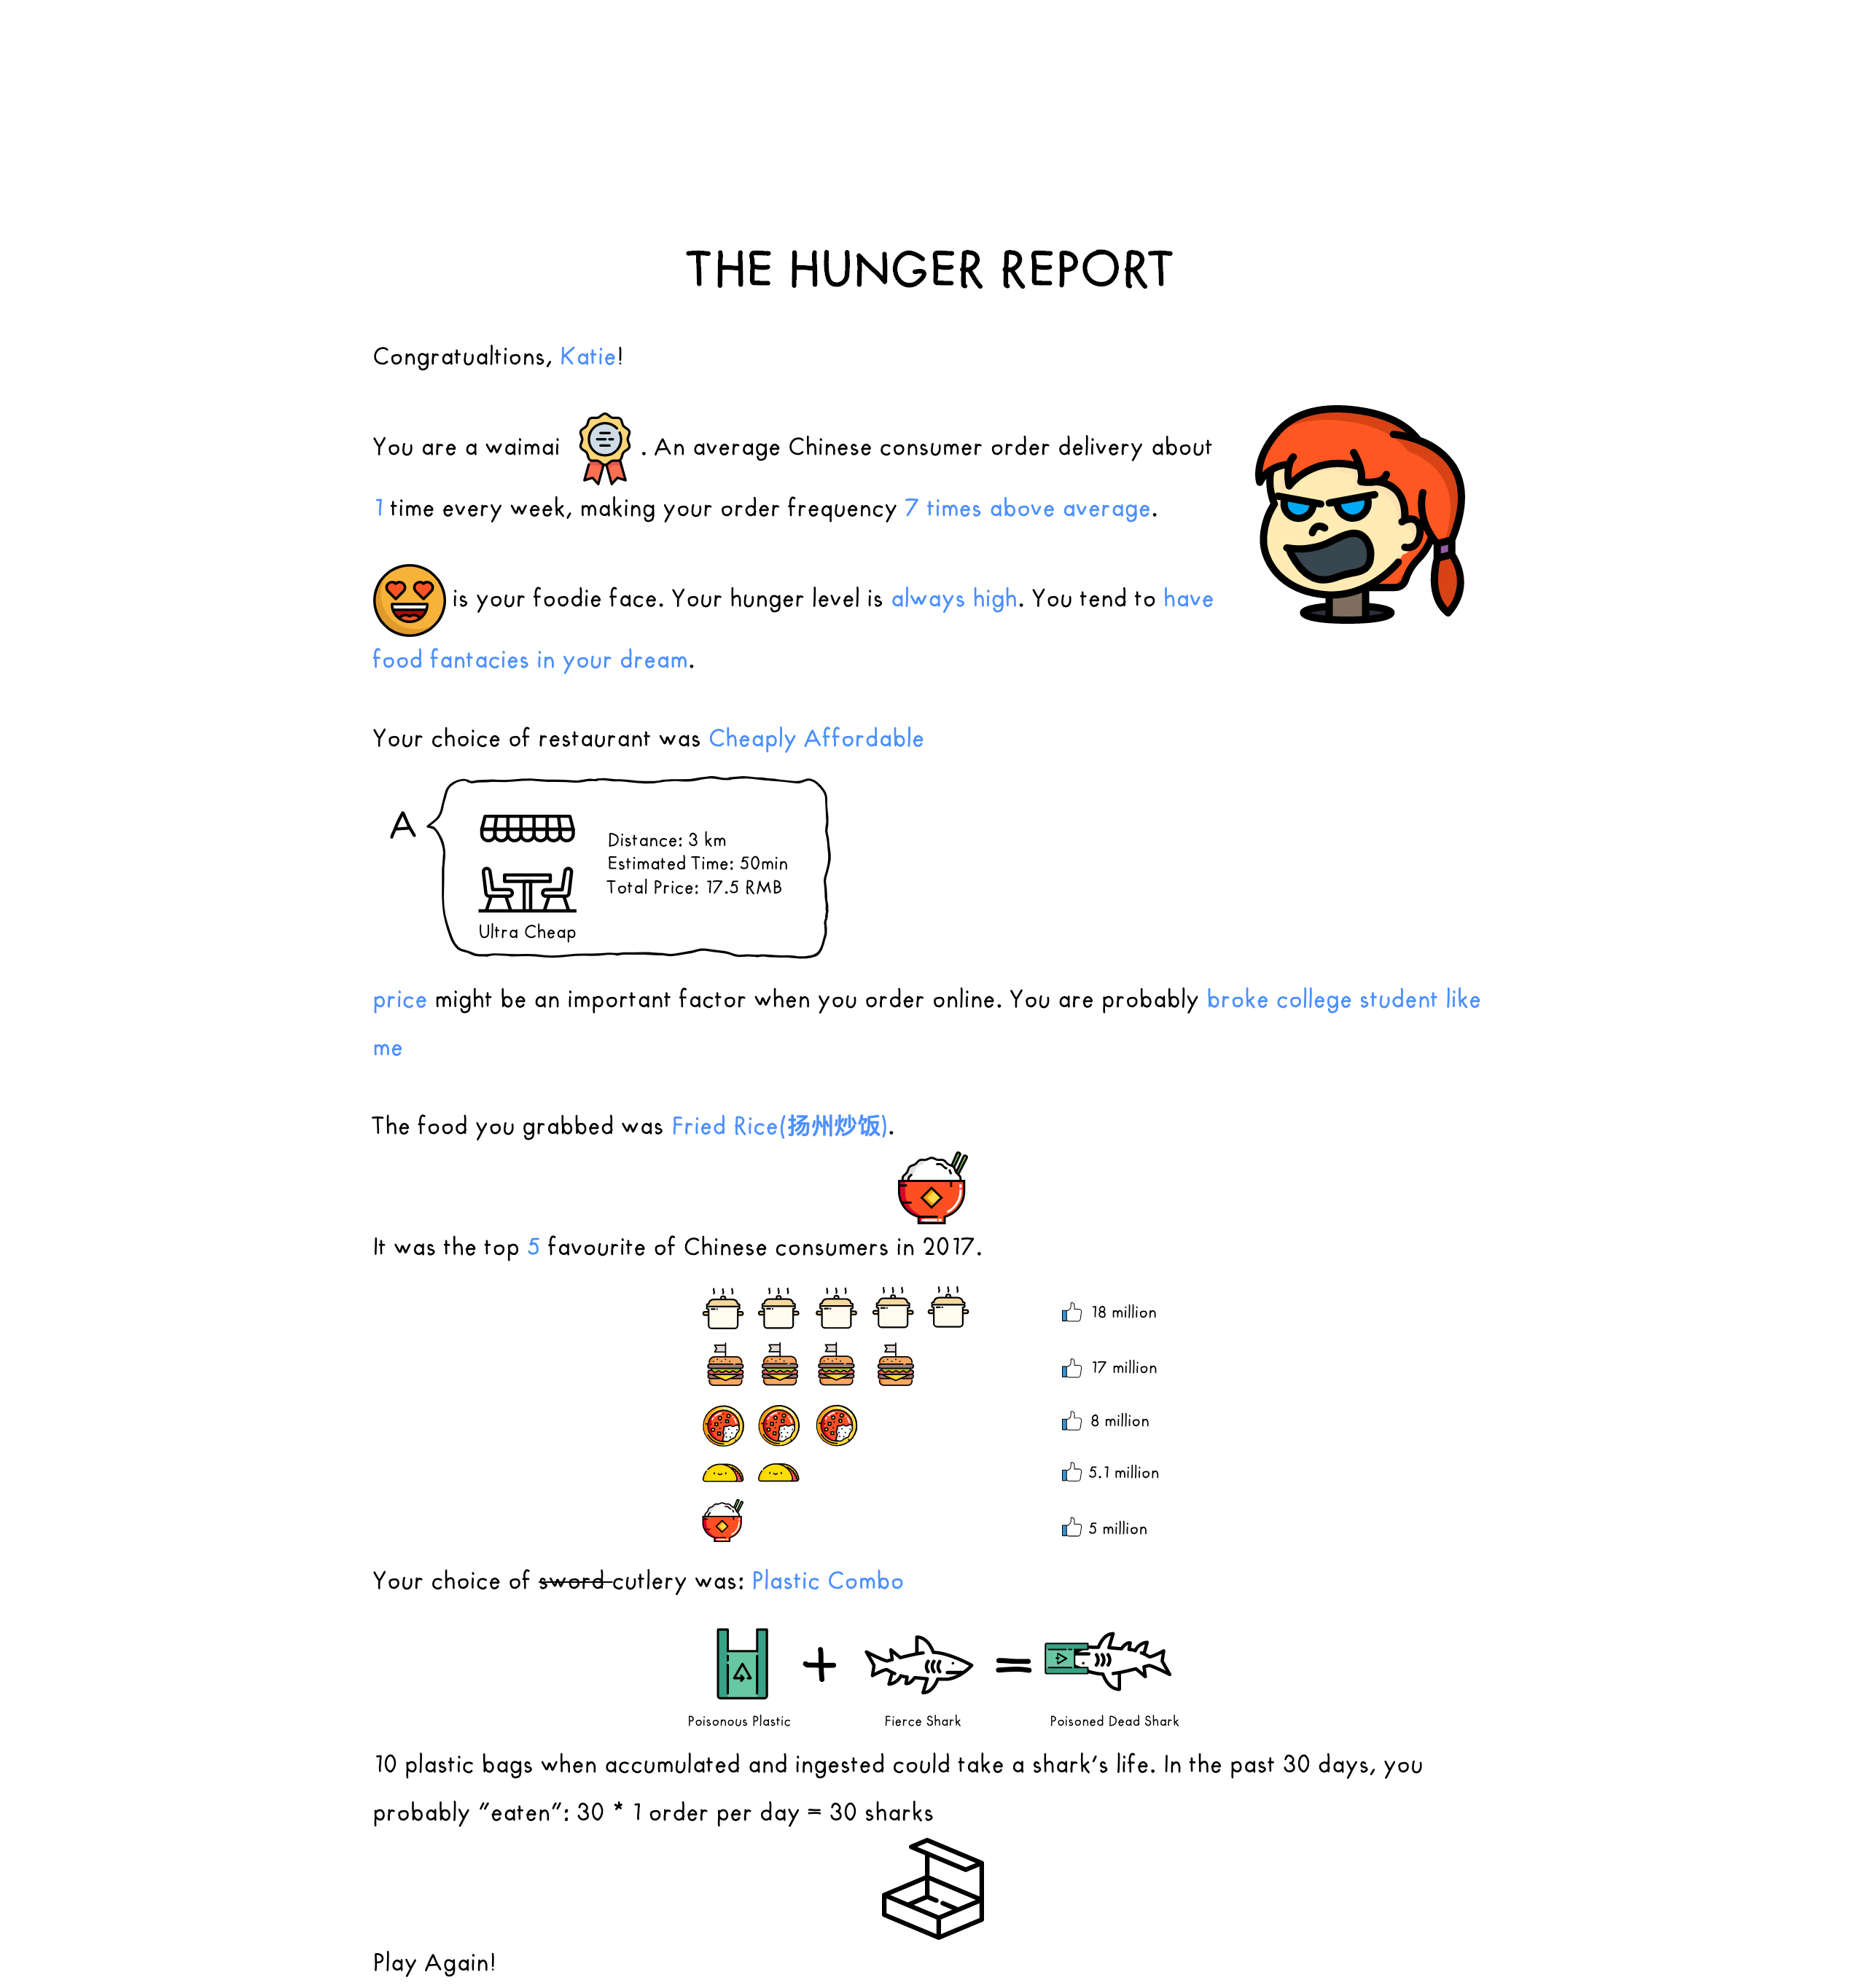 THE HUNGER REPORT
Congratualtions, Katie!
You are a waimai . An average Chinese consumer order delivery about
1 time every week, making your order frequency 7 times above average.
is your foodie face. Your hunger level is always high. You tend to have
food fantacies in your dream.
Your choice of restaurant was Cheaply Affordable
A
Distance: 3 km
Estimated Time: 50min
Total Price: 17.5 RMB
Ultra Cheap
price might be an important factor when you order online. You are probably broke college student like
me
The food you grabbed was Fried Rice(扬州炒饭).
It was the top 5 favourite of Chinese consumers in 2017.
18 million
17 million
8 million
5.1 million
5 million
Your choice of sword cutlery was: Plastic Combo
+ =
Poisonous Plastic Fierce Shark Poisoned Dead Shark
10 plastic bags when accumulated and ingested could take a shark's life. In the past 30 days, you
probably "eaten": 30 * 1 order per day = 30 sharks
Play Again!